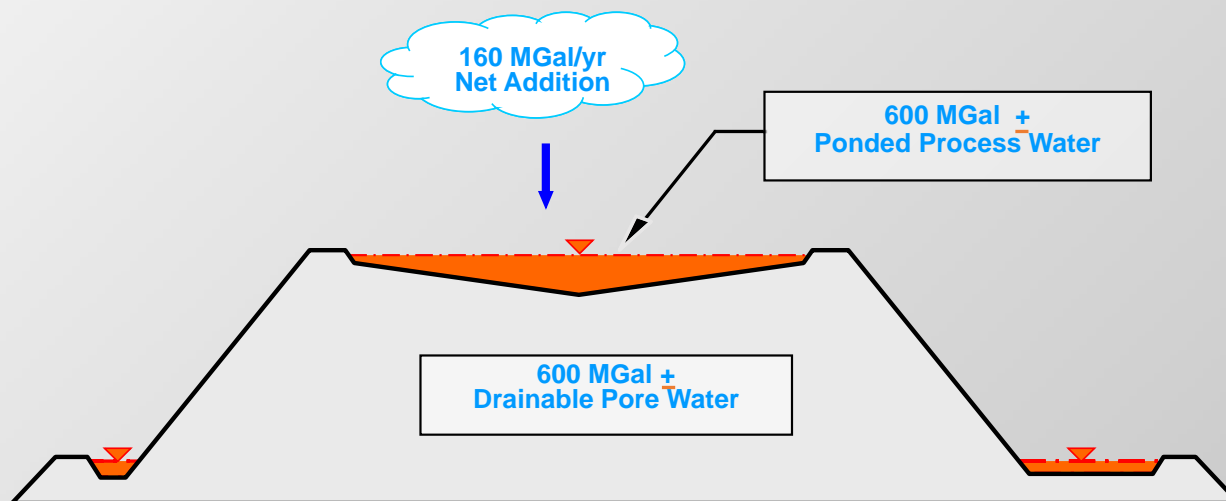 160 MGal/yr
Net Addition
600 MGal ±
Ponded Process Water
600 MGal ±
Drainable Pore Water